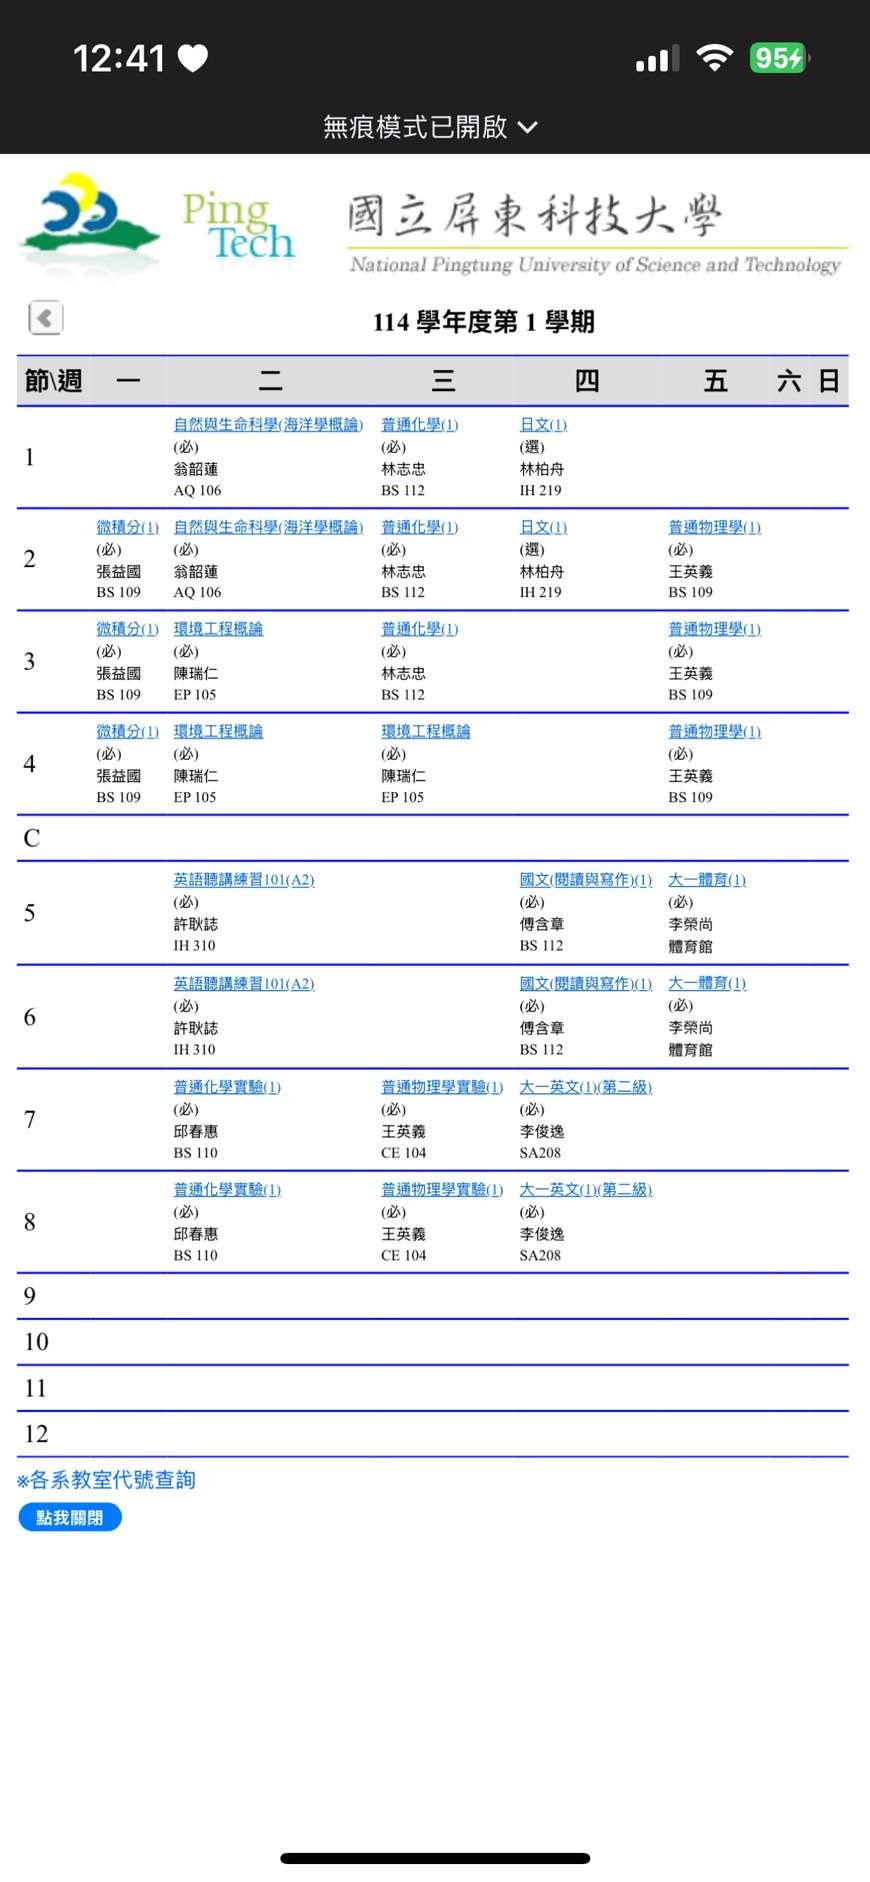 12:41
95
無痕模式已開啟
Ping
Tech
國立屏東科技大學
National Pingtung University of Science and Technology
114 學年度第 1 學期
節\週 一 二 三 四 五 六 日
1
自然與生命科學(海洋學概論) 普通化學(1) 日文(1)
(必) (必) (選)
翁韶蓮 林志忠 林柏舟
AQ 106 BS 112 IH 219
2
微積分(1) 自然與生命科學(海洋學概論) 普通化學(1) 日文(1) 普通物理學(1)
(必) (必) (必) (選) (必)
張益國 翁韶蓮 林志忠 林柏舟 王英義
BS 109 AQ 106 BS 112 IH 219 BS 109
3
微積分(1) 環境工程概論 普通化學(1) 普通物理學(1)
(必) (必) (必) (必)
張益國 陳瑞仁 林志忠 王英義
BS 109 EP 105 BS 112 BS 109
4
微積分(1) 環境工程概論 環境工程概論 普通物理學(1)
(必) (必) (必) (必)
張益國 陳瑞仁 陳瑞仁 王英義
BS 109 EP 105 EP 105 BS 109
C
5
英語聽講練習101(A2) 國文(閱讀與寫作)(1) 大一體育(1)
(必) (必) (必)
許耿誌 傅含章 李榮尚
IH 310 BS 112 體育館
6
英語聽講練習101(A2) 國文(閱讀與寫作)(1) 大一體育(1)
(必) (必) (必)
許耿誌 傅含章 李榮尚
IH 310 BS 112 體育館
7
普通化學實驗(1) 普通物理學實驗(1) 大一英文(1)(第二級)
(必) (必) (必)
邱春惠 王英義 李俊逸
BS 110 CE 104 SA208
8
普通化學實驗(1) 普通物理學實驗(1) 大一英文(1)(第二級)
(必) (必) (必)
邱春惠 王英義 李俊逸
BS 110 CE 104 SA208
9
10
11
12
※各系教室代號查詢
點我關閉